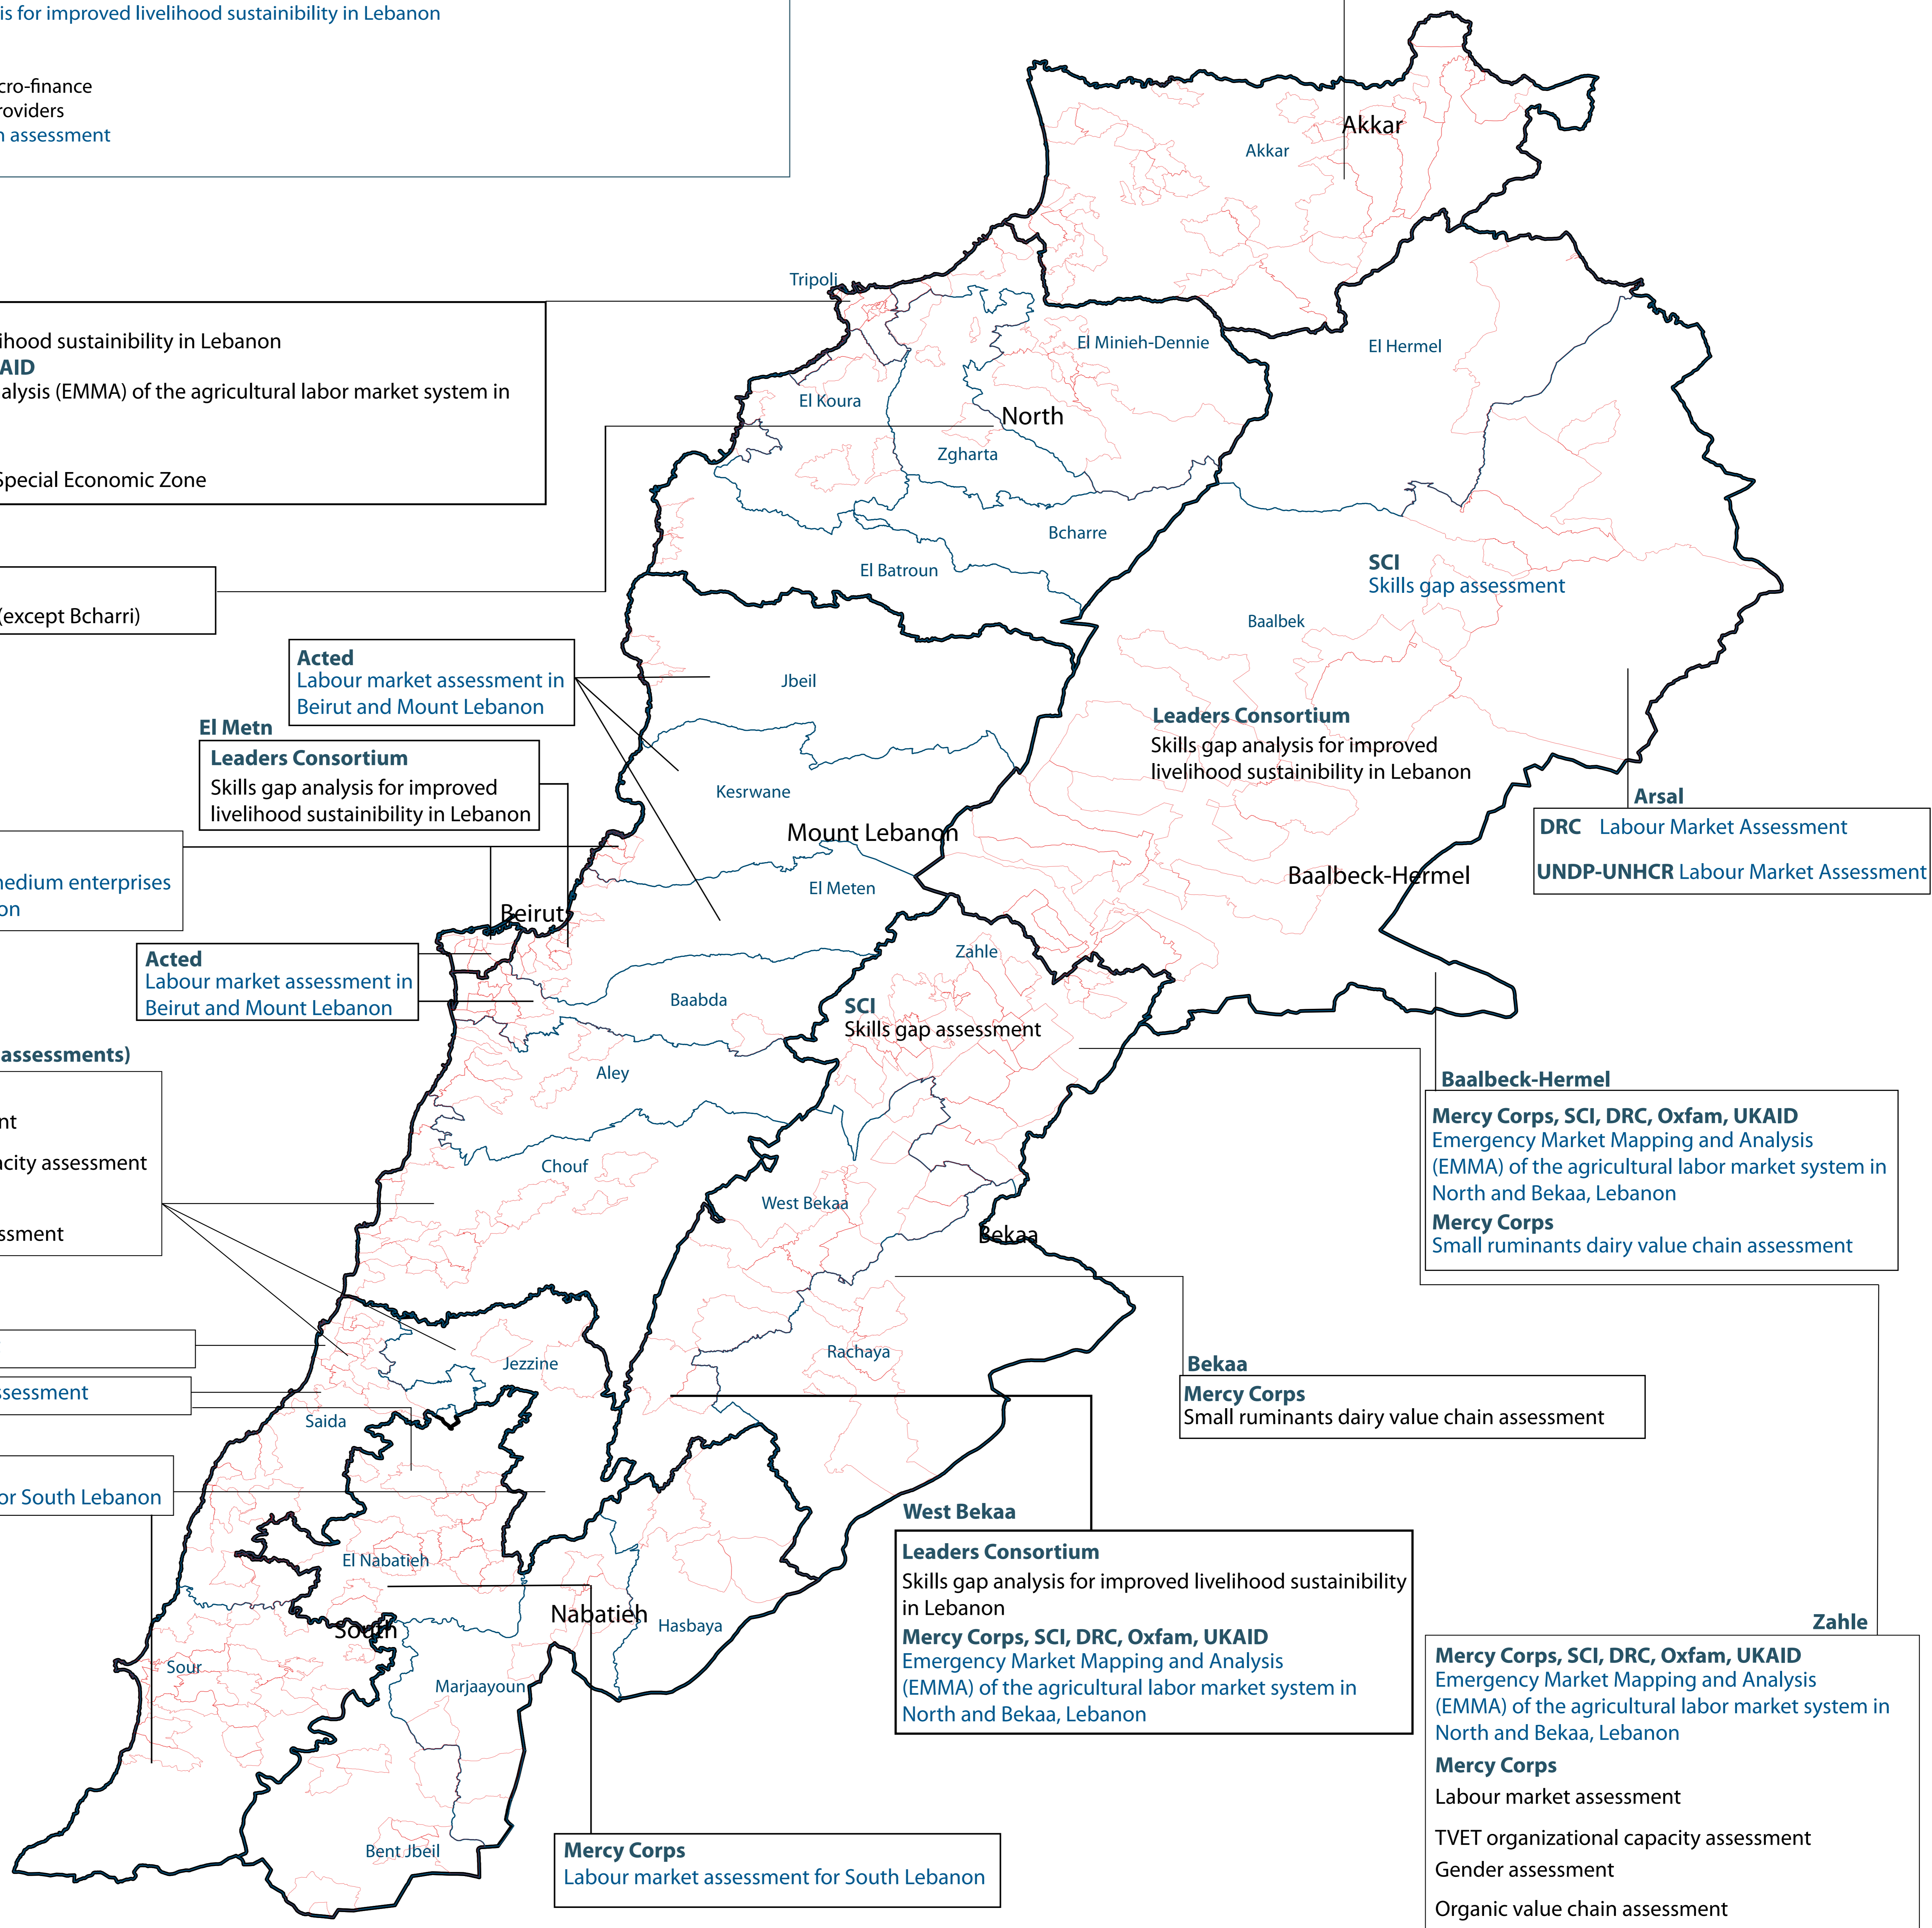 is for improved livelihood sustainibility in Lebanon
cro-finance
roviders
assessment
Akkar
Akkar
Tripoli
lihood sustainibility in Lebanon
AID
alysis (EMMA) of the agricultural labor market system in
Special Economic Zone
El Minieh-Dennie
El Hermel
El Koura
North
Zgharta
Bcharre
El Batroun
(except Bcharri)
SCI
Skills gap assessment
Baalbek
Acted
Labour market assessment in
Beirut and Mount Lebanon
Jbeil
El Metn
Leaders Consortium
Skills gap analysis for improved
livelihood sustainibility in Lebanon
Leaders Consortium
Skills gap analysis for improved
livelihood sustainibility in Lebanon
Kesrwane
Mount Lebanon
Arsal
DRC Labour Market Assessment
UNDP-UNHCR Labour Market Assessment
Baalbeck-Hermel
nedium enterprises
on
El Meten
Beirut
Acted
Labour market assessment in
Beirut and Mount Lebanon
Zahle
Baabda
SCI
Skills gap assessment
assessments)
nt
acity assessment
ssment
Aley
Chouf
West Bekaa
Bekaa
Baalbeck-Hermel
Mercy Corps, SCI, DRC, Oxfam, UKAID
Emergency Market Mapping and Analysis
(EMMA) of the agricultural labor market system in
North and Bekaa, Lebanon
Mercy Corps
Small ruminants dairy value chain assessment
Jezzine
Rachaya
Bekaa
Mercy Corps
Small ruminants dairy value chain assessment
ssessment
Saida
or South Lebanon
West Bekaa
Leaders Consortium
Skills gap analysis for improved livelihood sustainibility
in Lebanon
Mercy Corps, SCI, DRC, Oxfam, UKAID
Emergency Market Mapping and Analysis
(EMMA) of the agricultural labor market system in
North and Bekaa, Lebanon
El Nabatieh
Nabatieh
South
Hasbaya
Sour
Marjaayoun
Bent Jbeil
Mercy Corps
Labour market assessment for South Lebanon
Zahle
Mercy Corps, SCI, DRC, Oxfam, UKAID
Emergency Market Mapping and Analysis
(EMMA) of the agricultural labor market system in
North and Bekaa, Lebanon
Mercy Corps
Labour market assessment
TVET organizational capacity assessment
Gender assessment
Organic value chain assessment